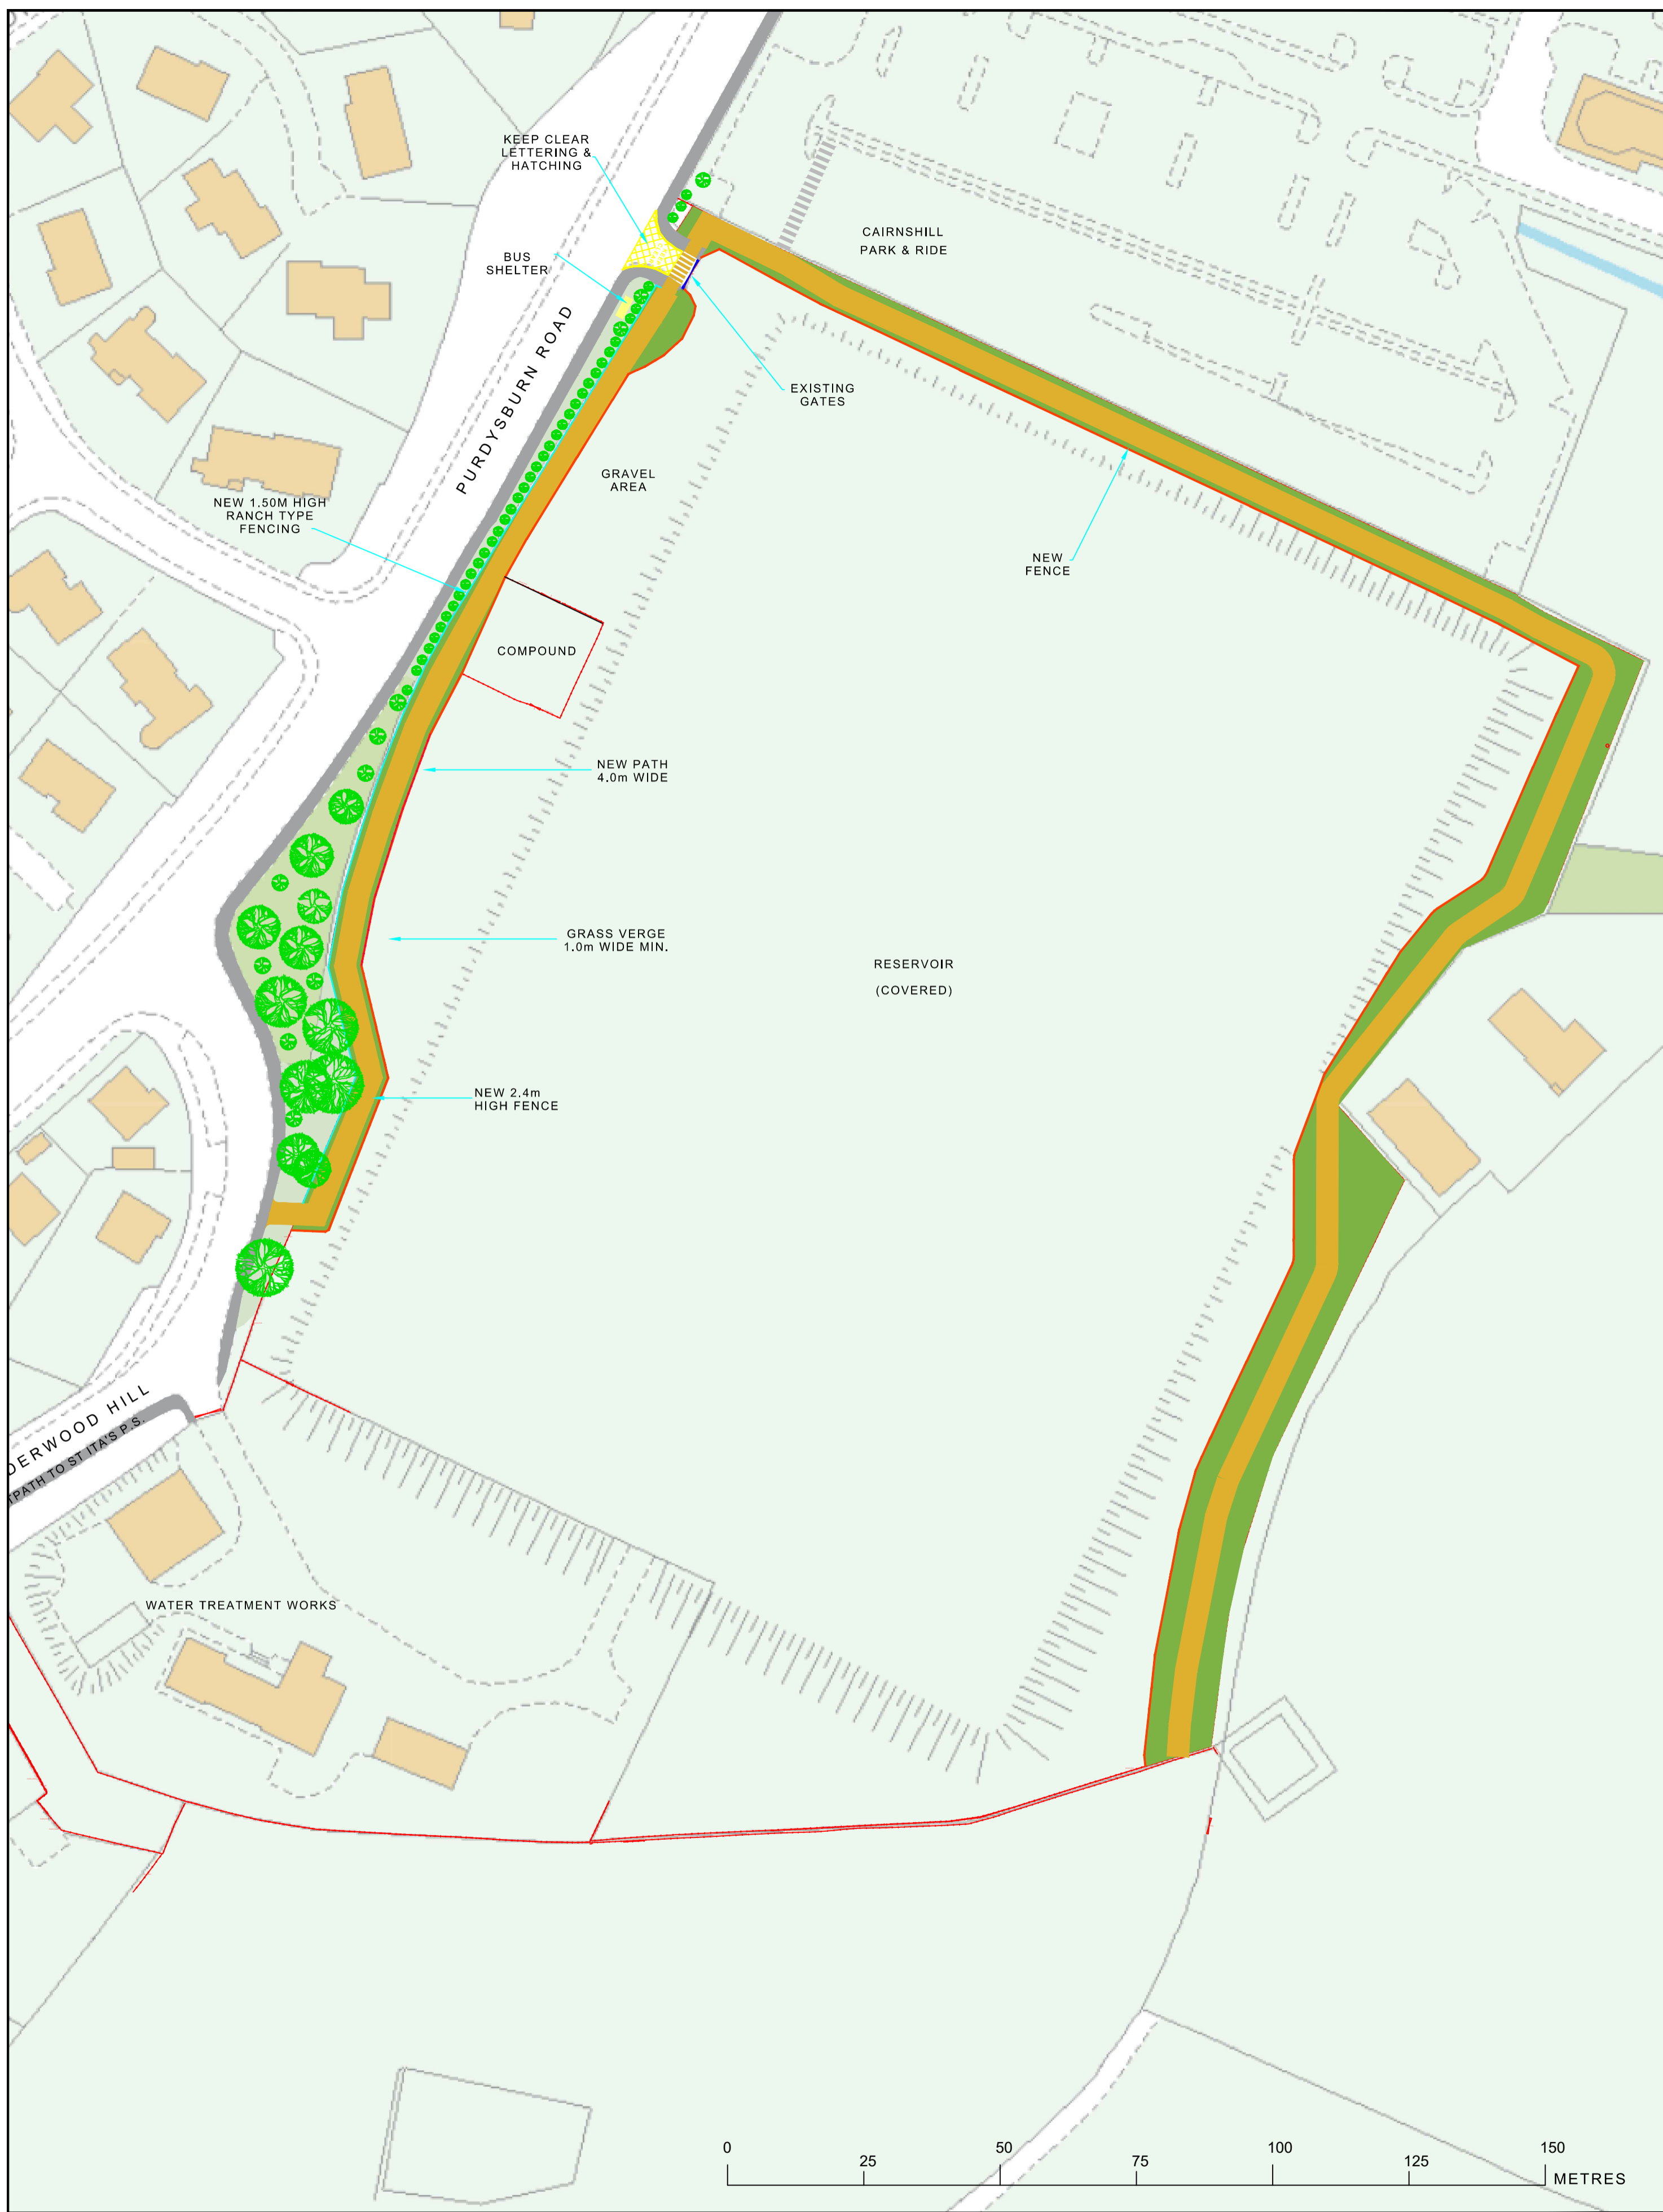 KEEP CLEAR
LETTERING &
HATCHING
CAIRNSHILL
PARK & RIDE
BUS
SHELTER
PURDYSBURN ROAD
EXISTING
GATES
GRAVEL
AREA
NEW 1.50M HIGH
RANCH TYPE
FENCING
NEW
FENCE
COMPOUND
NEW PATH
4.0m WIDE
GRASS VERGE
1.0m WIDE MIN.
RESERVOIR
(COVERED)
NEW 2.4m
HIGH FENCE
DERWOOD HILL
TPATH TO ST ITA'S P.S.
WATER TREATMENT WORKS
0 25 50 75 100 125 150
METRES